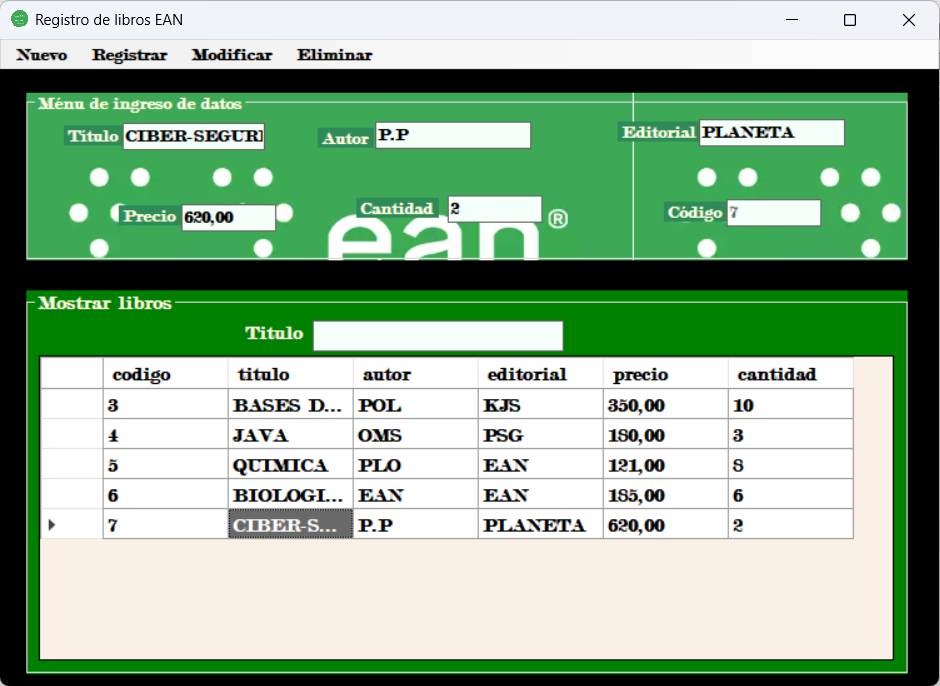 Registro de libros EAN
Nuevo Registrar Modificar Eliminar
Ménu de ingreso de datos
Titulo CIBER-SEGURI Autor P.P Editorial PLANETA
Precio 620,00 Cantidad 2 Código 7
ean®
Mostrar libros
Titulo
codigo titulo autor editorial precio cantidad
3 BASES D... POL KJS 350,00 10
4 JAVA OMS PSG 180,00 3
5 QUIMICA PLO EAN 121,00 8
6 BIOLOGI... EAN EAN 185,00 6
7 CIBER-S... P.P PLANETA 620,00 2